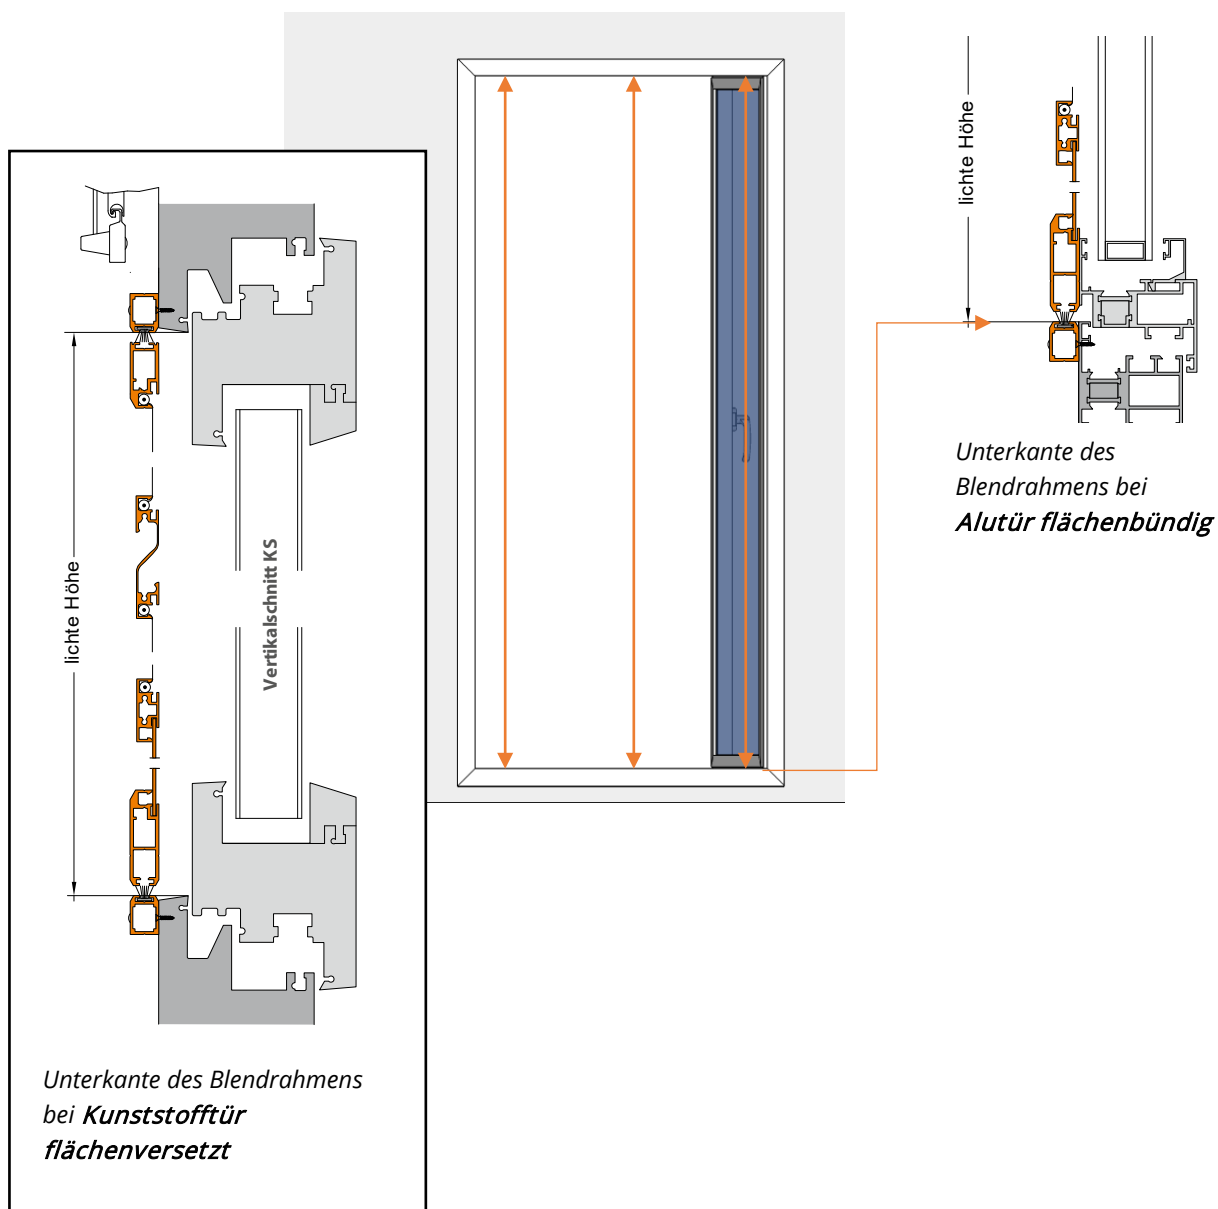 lichte Höhe
Vertikalschnitt KS
Unterkante des Blendrahmens
bei Kunststofftür
flächenversetzt
lichte Höhe
Unterkante des
Blendrahmens bei
Alutür flächenbündig